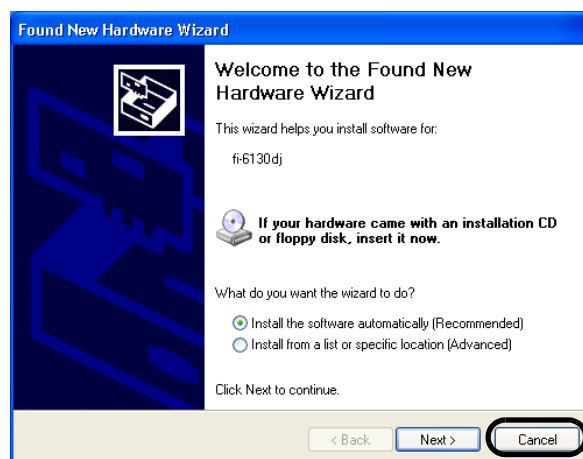 Found New Hardware Wizard
Welcome to the Found New
Hardware Wizard
This wizard helps you install software for:
fi-6130dj
If your hardware came with an installation CD
or floppy disk, insert it now.
What do you want the wizard to do?
Install the software automatically (Recommended)
Install from a list or specific location (Advanced)
Click Next to continue.
< Back Next > Cancel